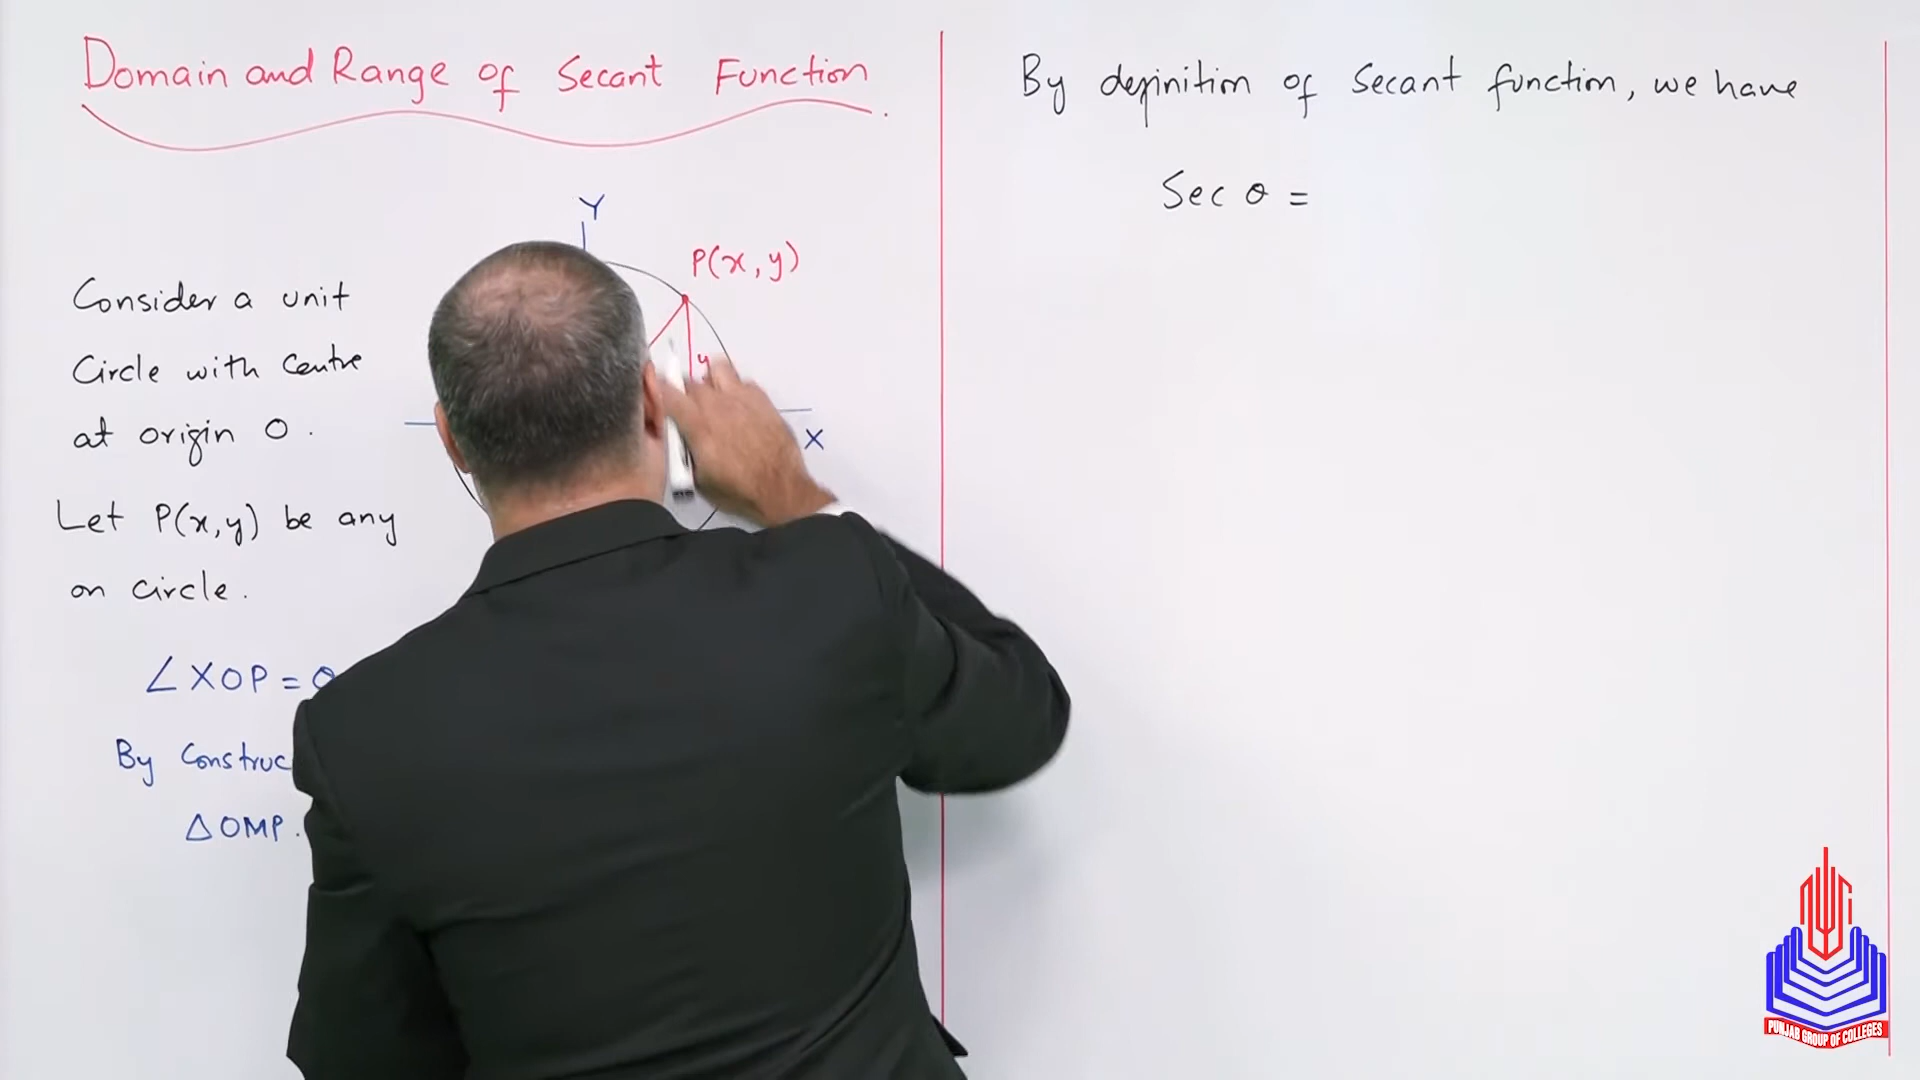 Domain and Range of Secant Function.
Consider a unit
Circle with Centre
at origin O.
Let P(x,y) be any
on circle.
∠XOP = θ
By Construc
△OMP.
Y
P(x,y)
y
X
By definition of Secant function, we have
Sec θ =
PUNJAB GROUP OF COLLEGES